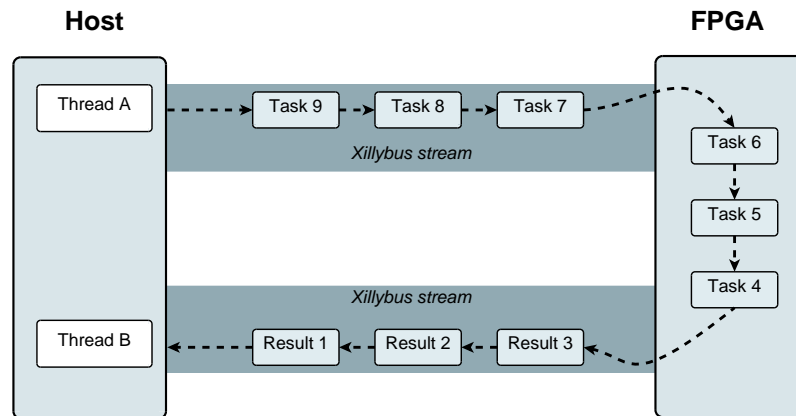 Host
FPGA
Thread A
Task 9
Task 8
Task 7
Xillybus stream
Task 6
Task 5
Task 4
Xillybus stream
Thread B
Result 1
Result 2
Result 3